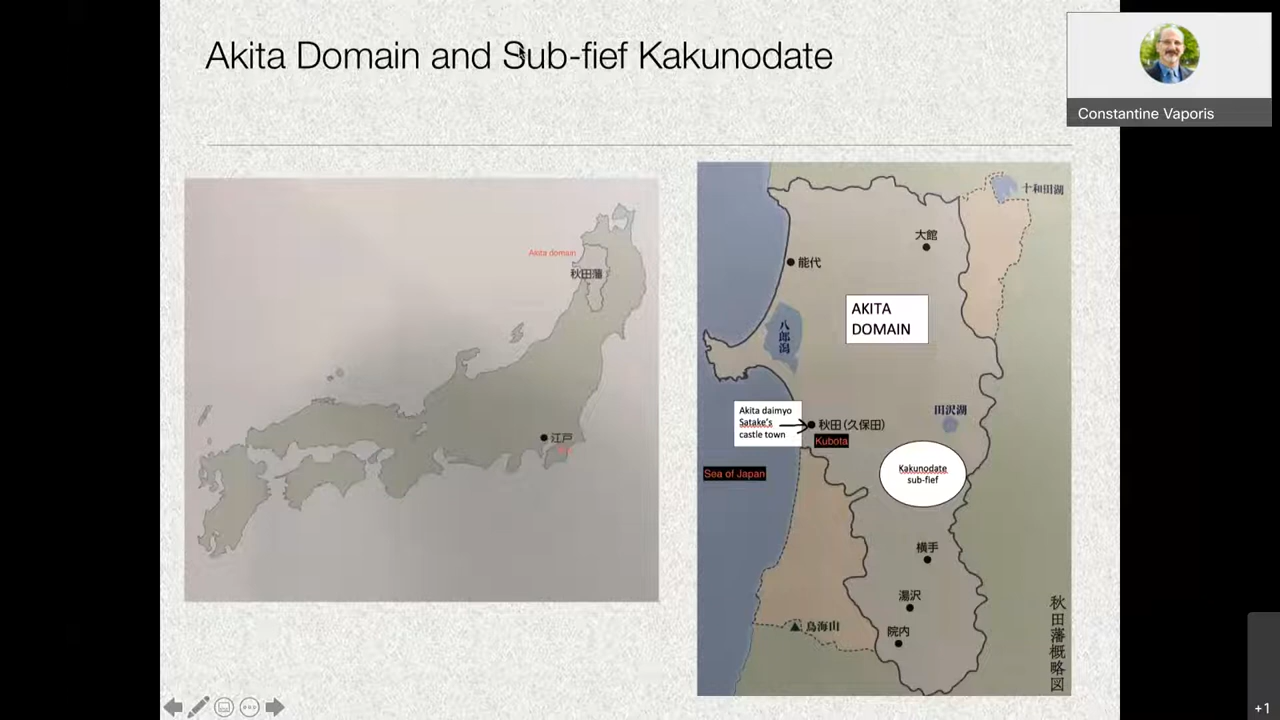 Akita Domain and Sub-fief Kakunodate
Constantine Vaporis
Akita domain
秋田藩
江戸
十和田湖
大館
能代
AKITA
DOMAIN
八郎潟
田沢湖
Akita daimyo
Satake's
castle town
秋田(久保田)
Kubota
Sea of Japan
Kakunodate
sub-fief
横手
湯沢
鳥海山
院内
秋田藩概略図
+1